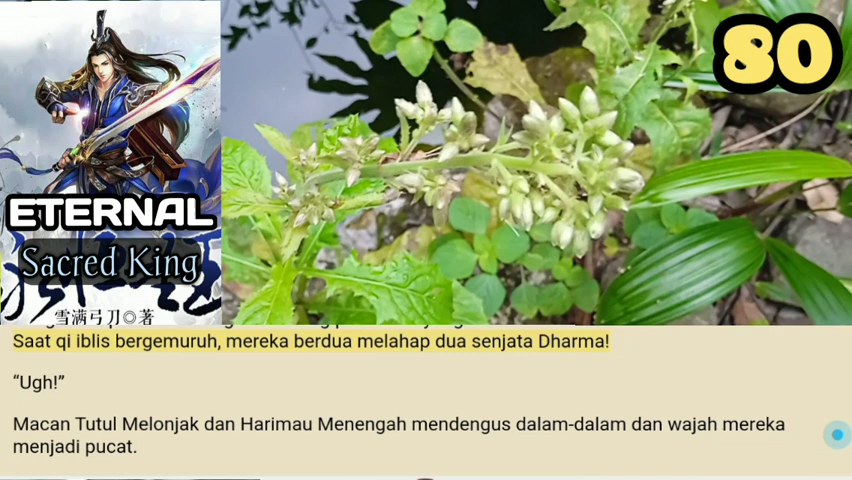 80
ETERNAL
Sacred King
雪满弓刀◎著
Saat qi iblis bergemuruh, mereka berdua melahap dua senjata Dharma!
“Ugh!”
Macan Tutul Melonjak dan Harimau Menengah mendengus dalam-dalam dan wajah mereka
menjadi pucat.